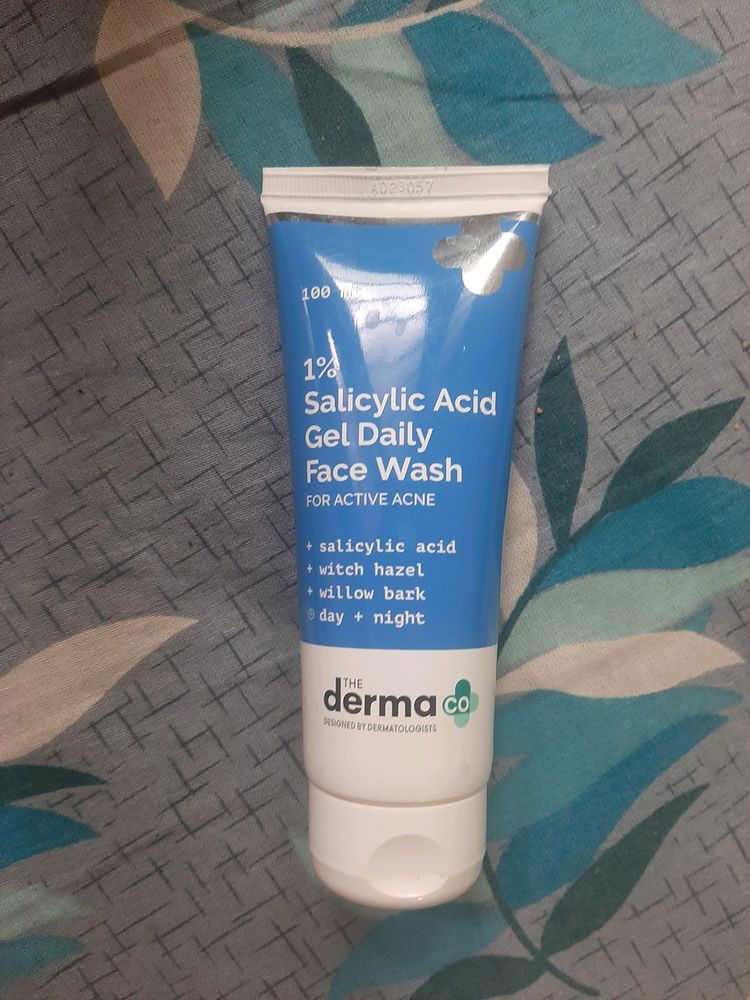 A023057
100 ml
1%
Salicylic Acid
Gel Daily
Face Wash
FOR ACTIVE ACNE
+ salicylic acid
+ witch hazel
+ willow bark
day + night
THE
derma co
DESIGNED BY DERMATOLOGISTS